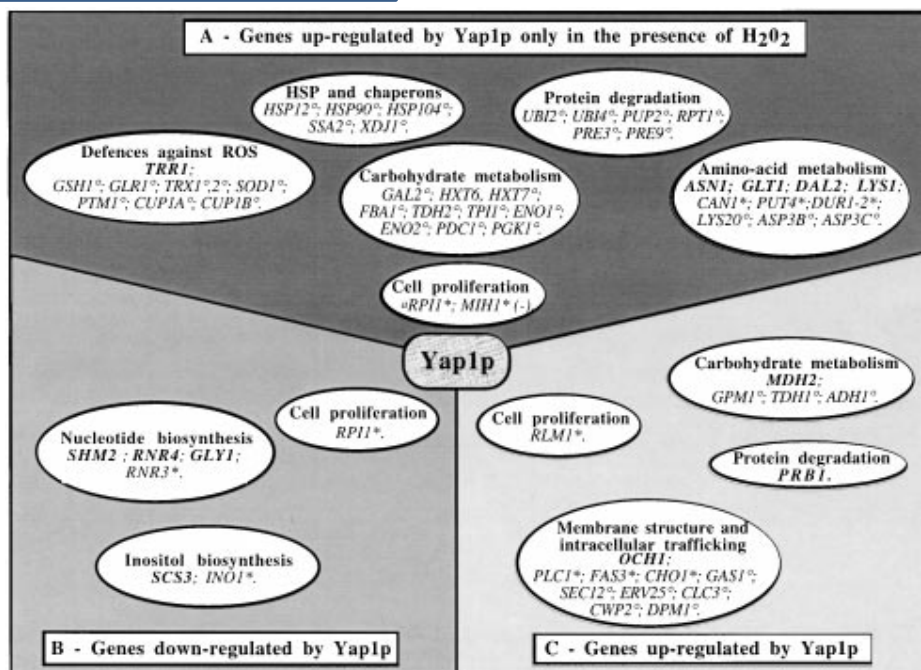 A - Genes up-regulated by Yap1p only in the presence of H₂0₂
HSP and chaperons
HSP12°; HSP90°; HSP104°;
SSA2°; XDJ1°.
Protein degradation
UBI2°; UBI4°; PUP2°; RPT1°;
PRE3°; PRE9°.
Defences against ROS
TRR1;
GSH1°; GLR1°; TRX1°,2°; SOD1°;
PTM1°; CUP1A°; CUP1B°.
Carbohydrate metabolism
GAL2°; HXT6, HXT7°;
FBA1°; TDH2°; TPI1°; ENO1°;
ENO2°; PDC1°; PGK1°.
Amino-acid metabolism
ASN1; GLT1; DAL2; LYS1;
CAN1*; PUT4*;DUR1-2*;
LYS20°; ASP3B°; ASP3C°.
Cell proliferation
¤RPI1*; MIH1* (-)
Yap1p
Cell proliferation
RPI1*.
Nucleotide biosynthesis
SHM2 ; RNR4; GLY1;
RNR3*.
Inositol biosynthesis
SCS3; INO1*.
B - Genes down-regulated by Yap1p
Carbohydrate metabolism
MDH2;
GPM1°; TDH1°; ADH1°.
Cell proliferation
RLM1*.
Protein degradation
PRB1.
Membrane structure and
intracellular trafficking
OCH1;
PLC1*; FAS3*; CHO1*; GAS1°;
SEC12°; ERV25°; CLC3°;
CWP2°; DPM1°.
C - Genes up-regulated by Yap1p